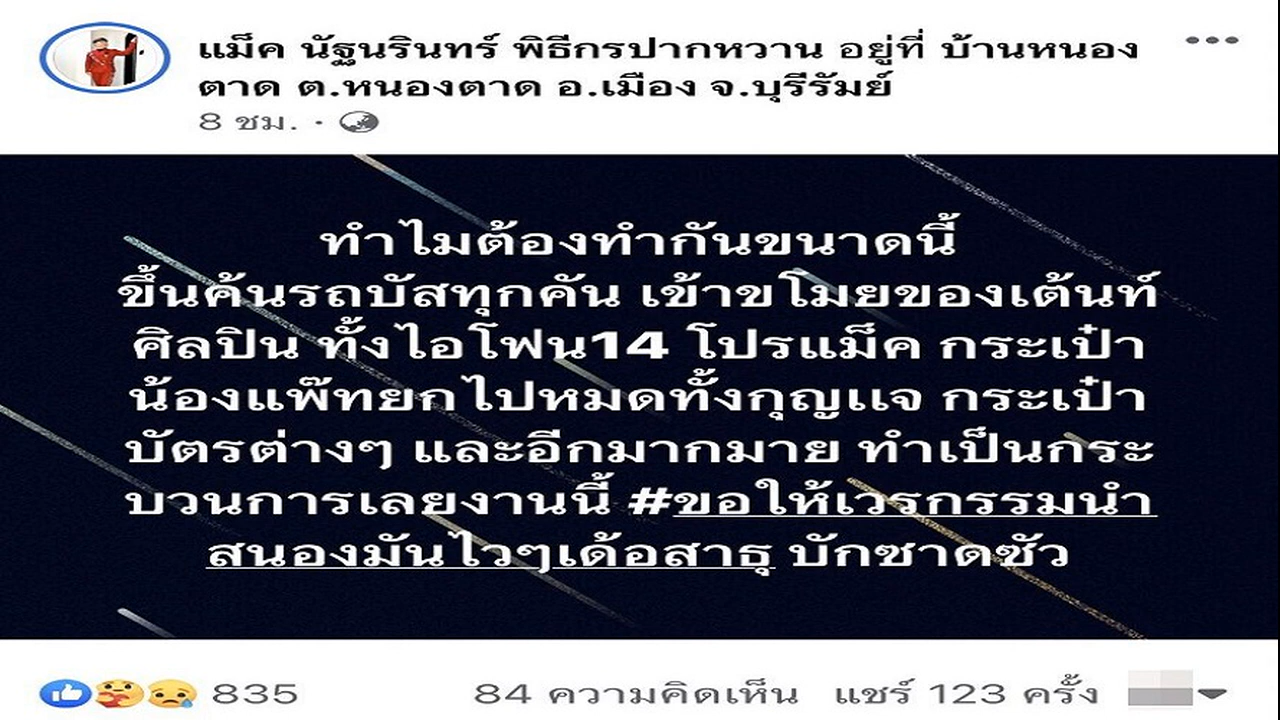 แม็ค นัฐนรินทร์ พิธีกรปากหวาน อยู่ที่ บ้านหนอง
ตาด ต.หนองตาด อ.เมือง จ.บุรีรัมย์
8 ชม. ·
ทำไมต้องทำกันขนาดนี้
ขึ้นค้นรถบัสทุกคัน เข้าขโมยของเต้นท์
ศิลปิน ทั้งไอโฟน14 โปรแม็ค กระเป๋า
น้องแพ๊ทยกไปหมดทั้งกุญแจ กระเป๋า
บัตรต่างๆ และอีกมากมาย ทำเป็นกระ
บวนการเลยงานนี้ #ขอให้เวรกรรมนำ
สนองมันไวๆเด้อสาธุ บักซาดซัว
835 84 ความคิดเห็น แชร์ 123 ครั้ง